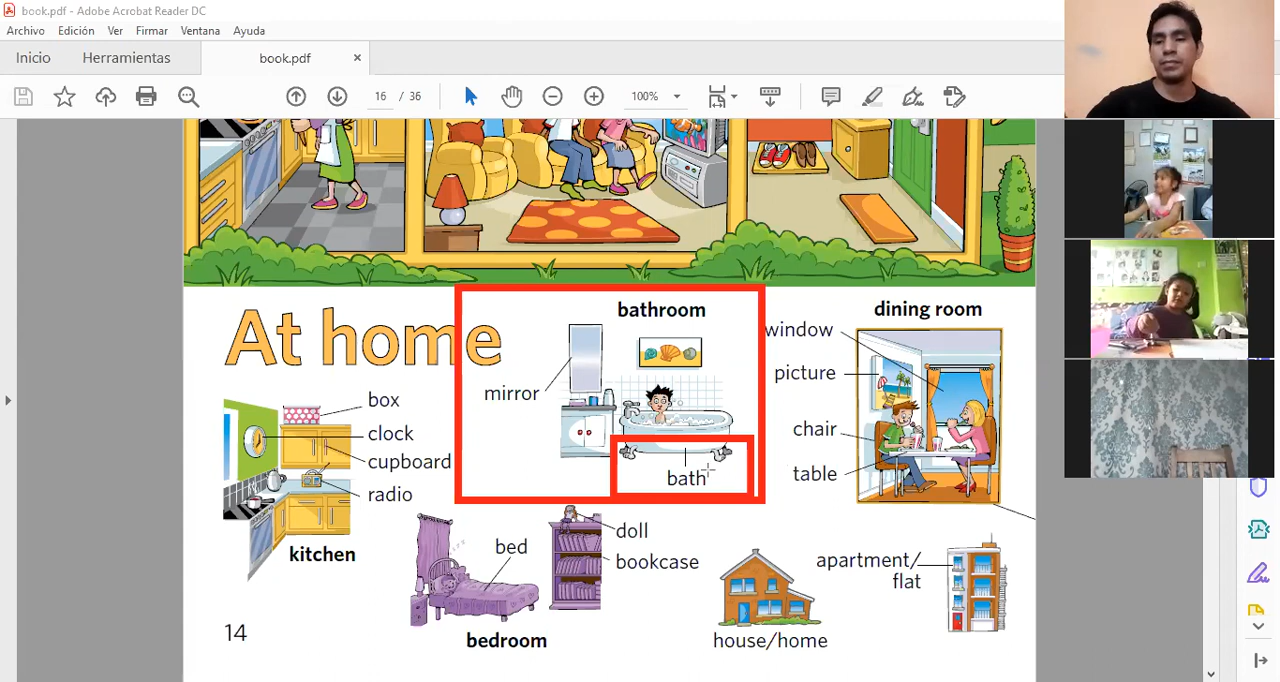 book.pdf - Adobe Acrobat Reader DC
Archivo Edición Ver Firmar Ventana Ayuda
Inicio Herramientas book.pdf ×
16 / 36 100%
At home
bathroom
mirror
bath
dining room
window
picture
chair
table
box
clock
cupboard
radio
kitchen
bed
doll
bookcase
bedroom
house/home
apartment/
flat
14